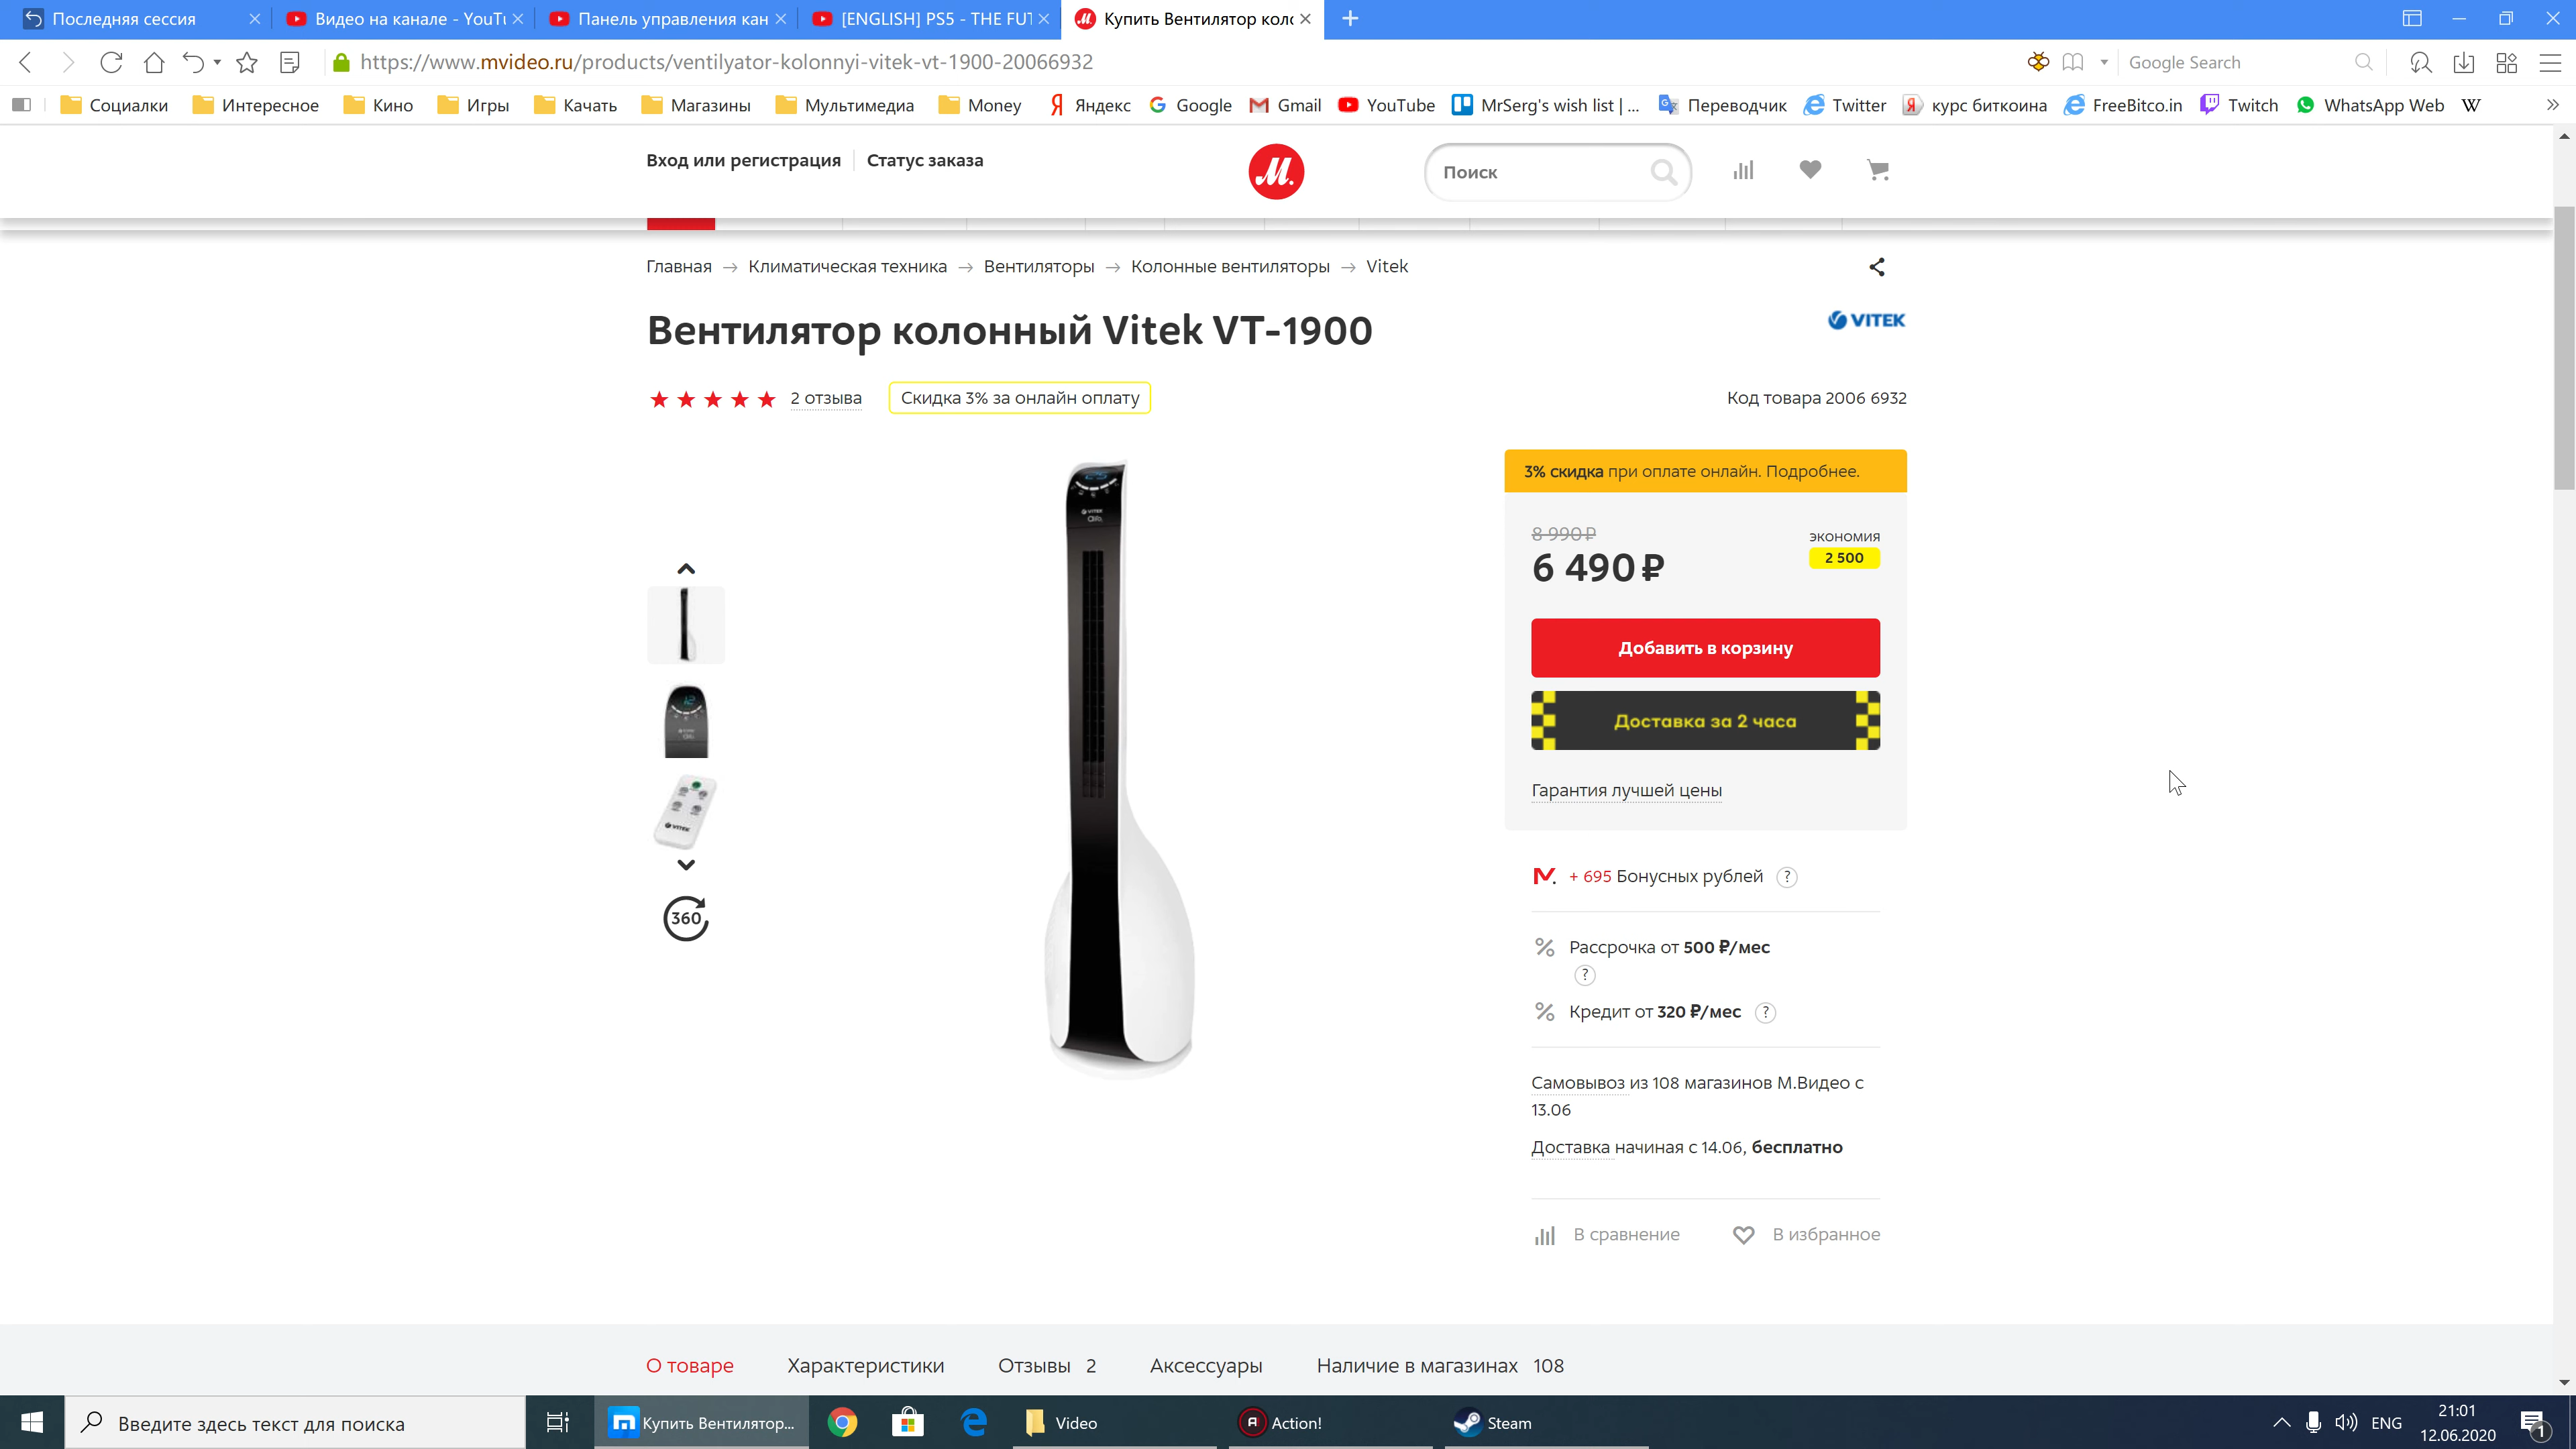 Последняя сессия
Видео на канале - YouTu
Панель управления кан
[ENGLISH] PS5 - THE FUT
Купить Вентилятор коло
https://www.mvideo.ru/products/ventilyator-kolonnyi-vitek-vt-1900-20066932
Google Search
Социалки
Интересное
Кино
Игры
Качать
Магазины
Мультимедиа
Money
Яндекс
Google
Gmail
YouTube
MrSerg's wish list | ...
Переводчик
Twitter
курс биткоина
FreeBitco.in
Twitch
WhatsApp Web
W
Вход или регистрация
Статус заказа
М.
Поиск
Главная → Климатическая техника → Вентиляторы → Колонные вентиляторы → Vitek
Вентилятор колонный Vitek VT-1900
VITEK
2 отзыва
Скидка 3% за онлайн оплату
Код товара 2006 6932
3% скидка при оплате онлайн. Подробнее.
8 990₽
6 490₽
экономия
2 500
Добавить в корзину
Доставка за 2 часа
Гарантия лучшей цены
360
М. + 695 Бонусных рублей ?
% Рассрочка от 500 ₽/мес
?
% Кредит от 320 ₽/мес ?
Самовывоз из 108 магазинов М.Видео с
13.06
Доставка начиная с 14.06, бесплатно
В сравнение
В избранное
О товаре
Характеристики
Отзывы 2
Аксессуары
Наличие в магазинах 108
Введите здесь текст для поиска
Купить Вентилятор...
Video
Action!
Steam
ENG
21:01
12.06.2020
1